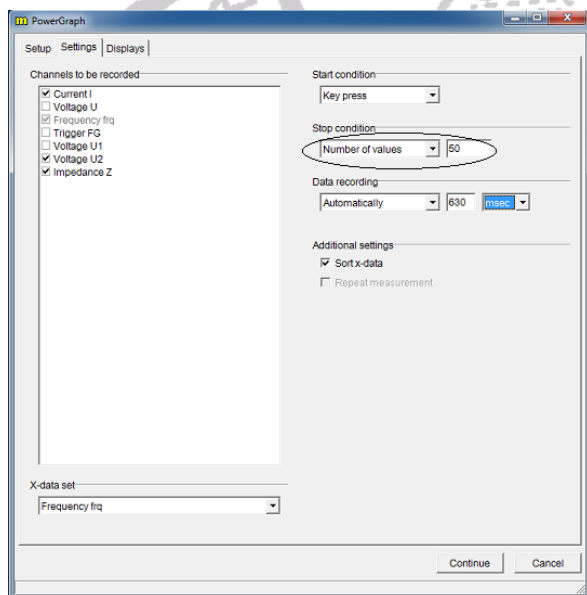 PowerGraph
Setup Settings Displays
Channels to be recorded
Current I
Voltage U
Frequency frq
Trigger FG
Voltage U1
Voltage U2
Impedance Z
X-data set
Frequency frq
Start condition
Key press
Stop condition
Number of values 50
Data recording
Automatically 630 msec
Additional settings
Sort x-data
Repeat measurement
Continue Cancel